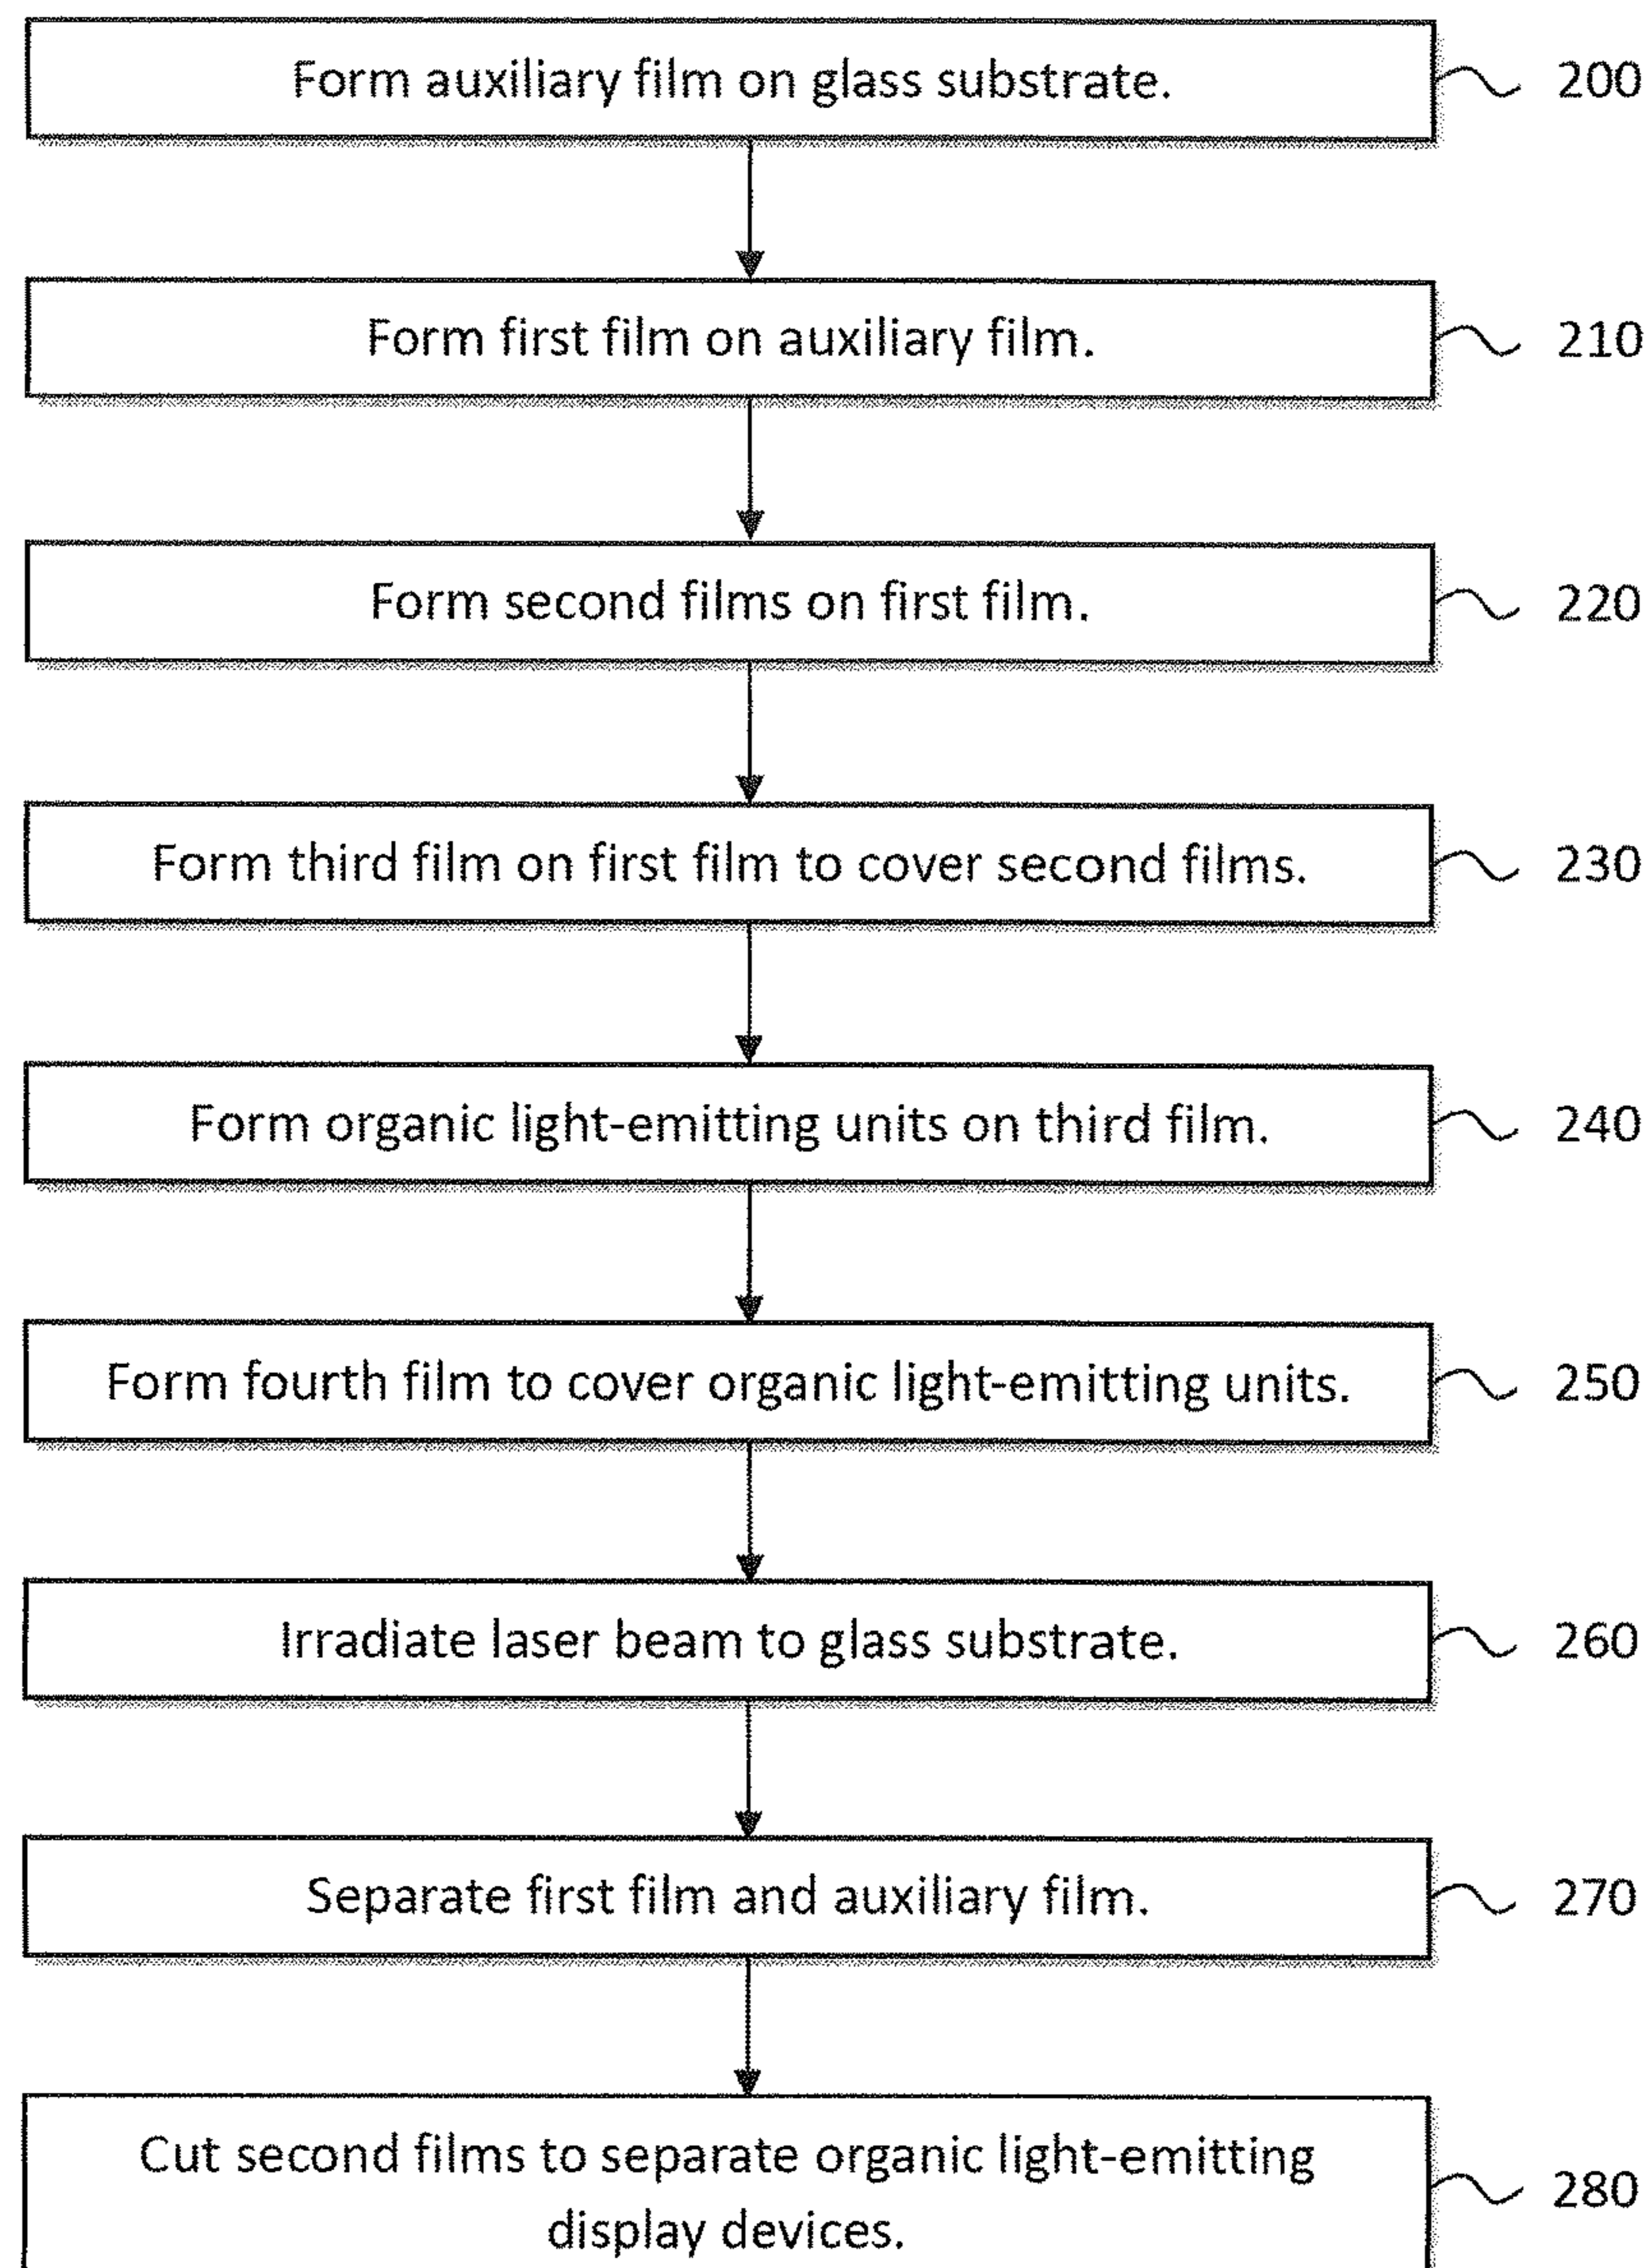 Form auxiliary film on glass substrate. 200
Form first film on auxiliary film. 210
Form second films on first film. 220
Form third film on first film to cover second films. 230
Form organic light-emitting units on third film. 240
Form fourth film to cover organic light-emitting units. 250
Irradiate laser beam to glass substrate. 260
Separate first film and auxiliary film. 270
Cut second films to separate organic light-emitting
display devices. 280